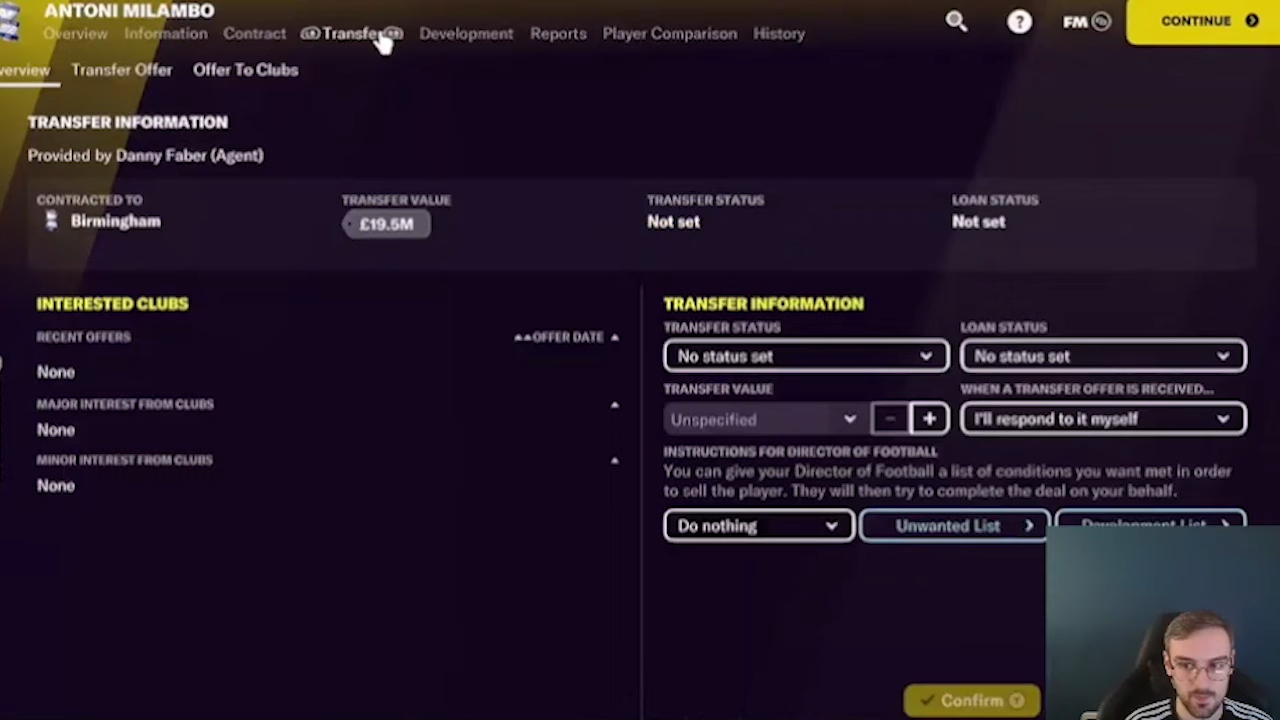 ANTONI MILAMBO
Overview Information Contract Transfer Development Reports Player Comparison History
FM
CONTINUE
verview Transfer Offer Offer To Clubs
TRANSFER INFORMATION
Provided by Danny Faber (Agent)
CONTRACTED TO TRANSFER VALUE TRANSFER STATUS LOAN STATUS
Birmingham £19.5M Not set Not set
INTERESTED CLUBS
RECENT OFFERS OFFER DATE
None
MAJOR INTEREST FROM CLUBS
None
MINOR INTEREST FROM CLUBS
None
TRANSFER INFORMATION
TRANSFER STATUS LOAN STATUS
No status set No status set
TRANSFER VALUE WHEN A TRANSFER OFFER IS RECEIVED...
Unspecified - + I'll respond to it myself
INSTRUCTIONS FOR DIRECTOR OF FOOTBALL
You can give your Director of Football a list of conditions you want met in order
to sell the player. They will then try to complete the deal on your behalf.
Do nothing Unwanted List Development List
Confirm